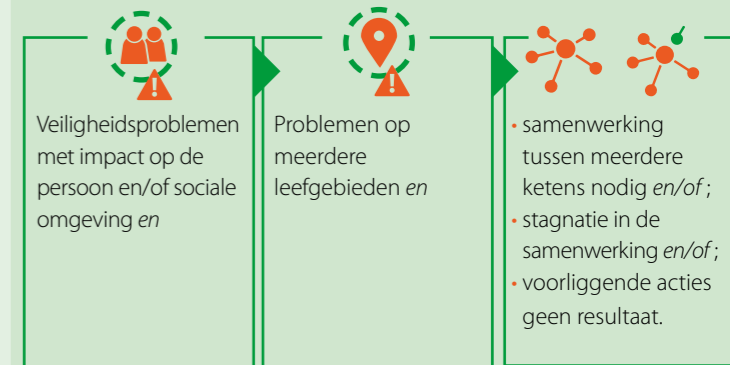 Veiligheidsproblemen
met impact op de
persoon en/of sociale
omgeving en
Problemen op
meerdere
leefgebieden en
• samenwerking
tussen meerdere
ketens nodig en/of ;
• stagnatie in de
samenwerking en/of ;
• voorliggende acties
geen resultaat.